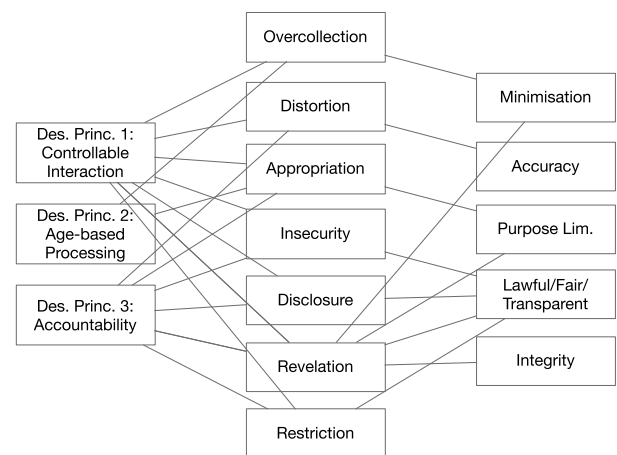 Des. Princ. 1:
Controllable
Interaction
Des. Princ. 2:
Age-based
Processing
Des. Princ. 3:
Accountability
Overcollection
Distortion
Appropriation
Insecurity
Disclosure
Revelation
Restriction
Minimisation
Accuracy
Purpose Lim.
Lawful/Fair/
Transparent
Integrity